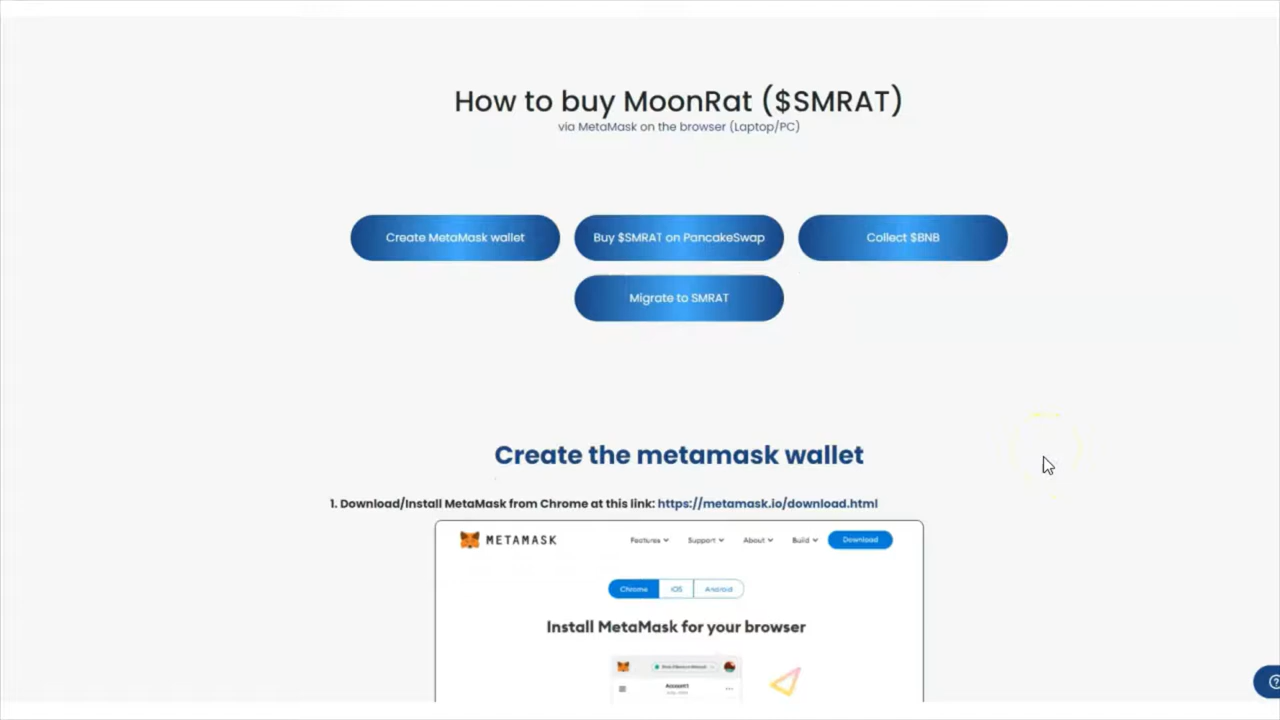 How to buy MoonRat ($SMRAT)
via MetaMask on the browser (Laptop/PC)
Create MetaMask wallet
Buy $SMRAT on PancakeSwap
Collect $BNB
Migrate to SMRAT
Create the metamask wallet
1. Download/Install MetaMask from Chrome at this link: https://metamask.io/download.html
METAMASK
Features
Support
About
Build
Download
Chrome
iOS
Android
Install MetaMask for your browser
Account 1